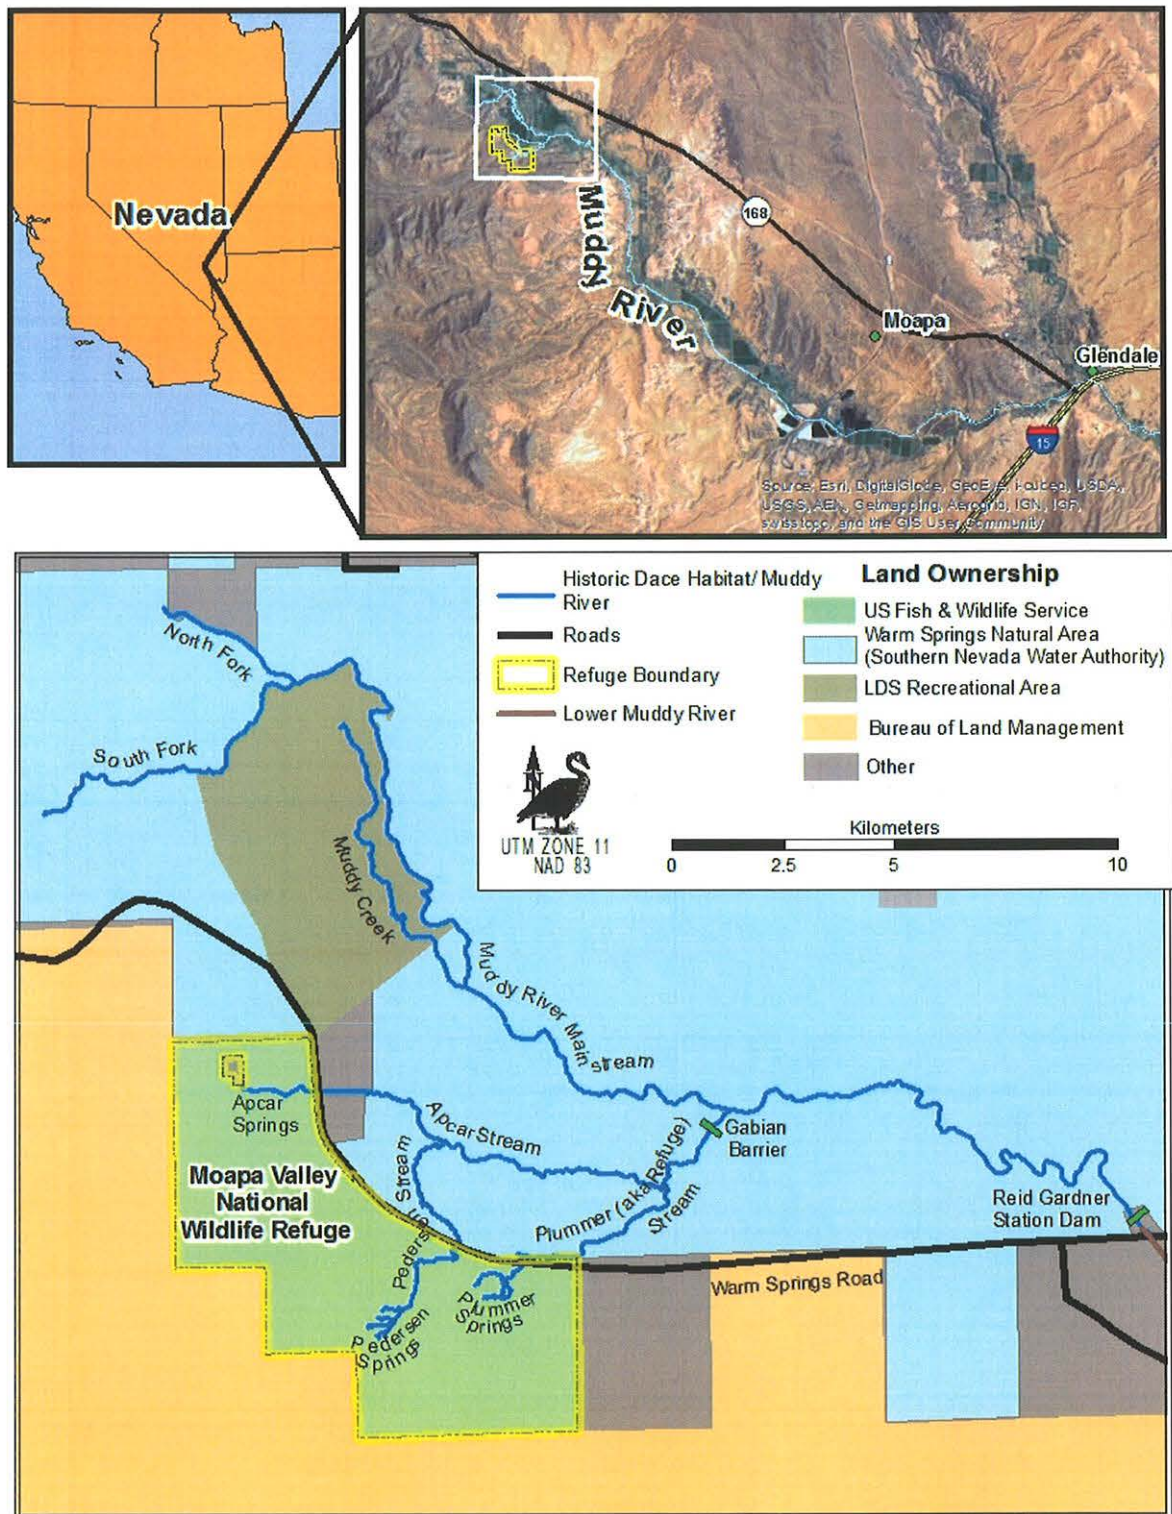 Nevada
168
Muddy
River
Moapa
Glendale
15
Source: Esri, DigitalGlobe, GeoEye, i-cubed, USDA,
USGS, AEX, Getmapping, Aerogrid, IGN, IGP,
swisstopo, and the GIS User Community
Historic Dace Habitat/ Muddy
River
Roads
Refuge Boundary
Lower Muddy River
Land Ownership
US Fish & Wildlife Service
Warm Springs Natural Area
(Southern Nevada Water Authority)
LDS Recreational Area
Bureau of Land Management
Other
N
UTM ZONE 11
NAD 83
Kilometers
0 2.5 5 10
North Fork
South Fork
Muddy Creek
Muddy River Main stream
Apcar
Springs
Apcar Stream
Gabian
Barrier
Moapa Valley
National
Wildlife Refuge
Pedersen Stream
Plummer (aka Refuge)
Stream
Reid Gardner
Station Dam
Warm Springs Road
Plummer
Springs
Pedersen
Springs